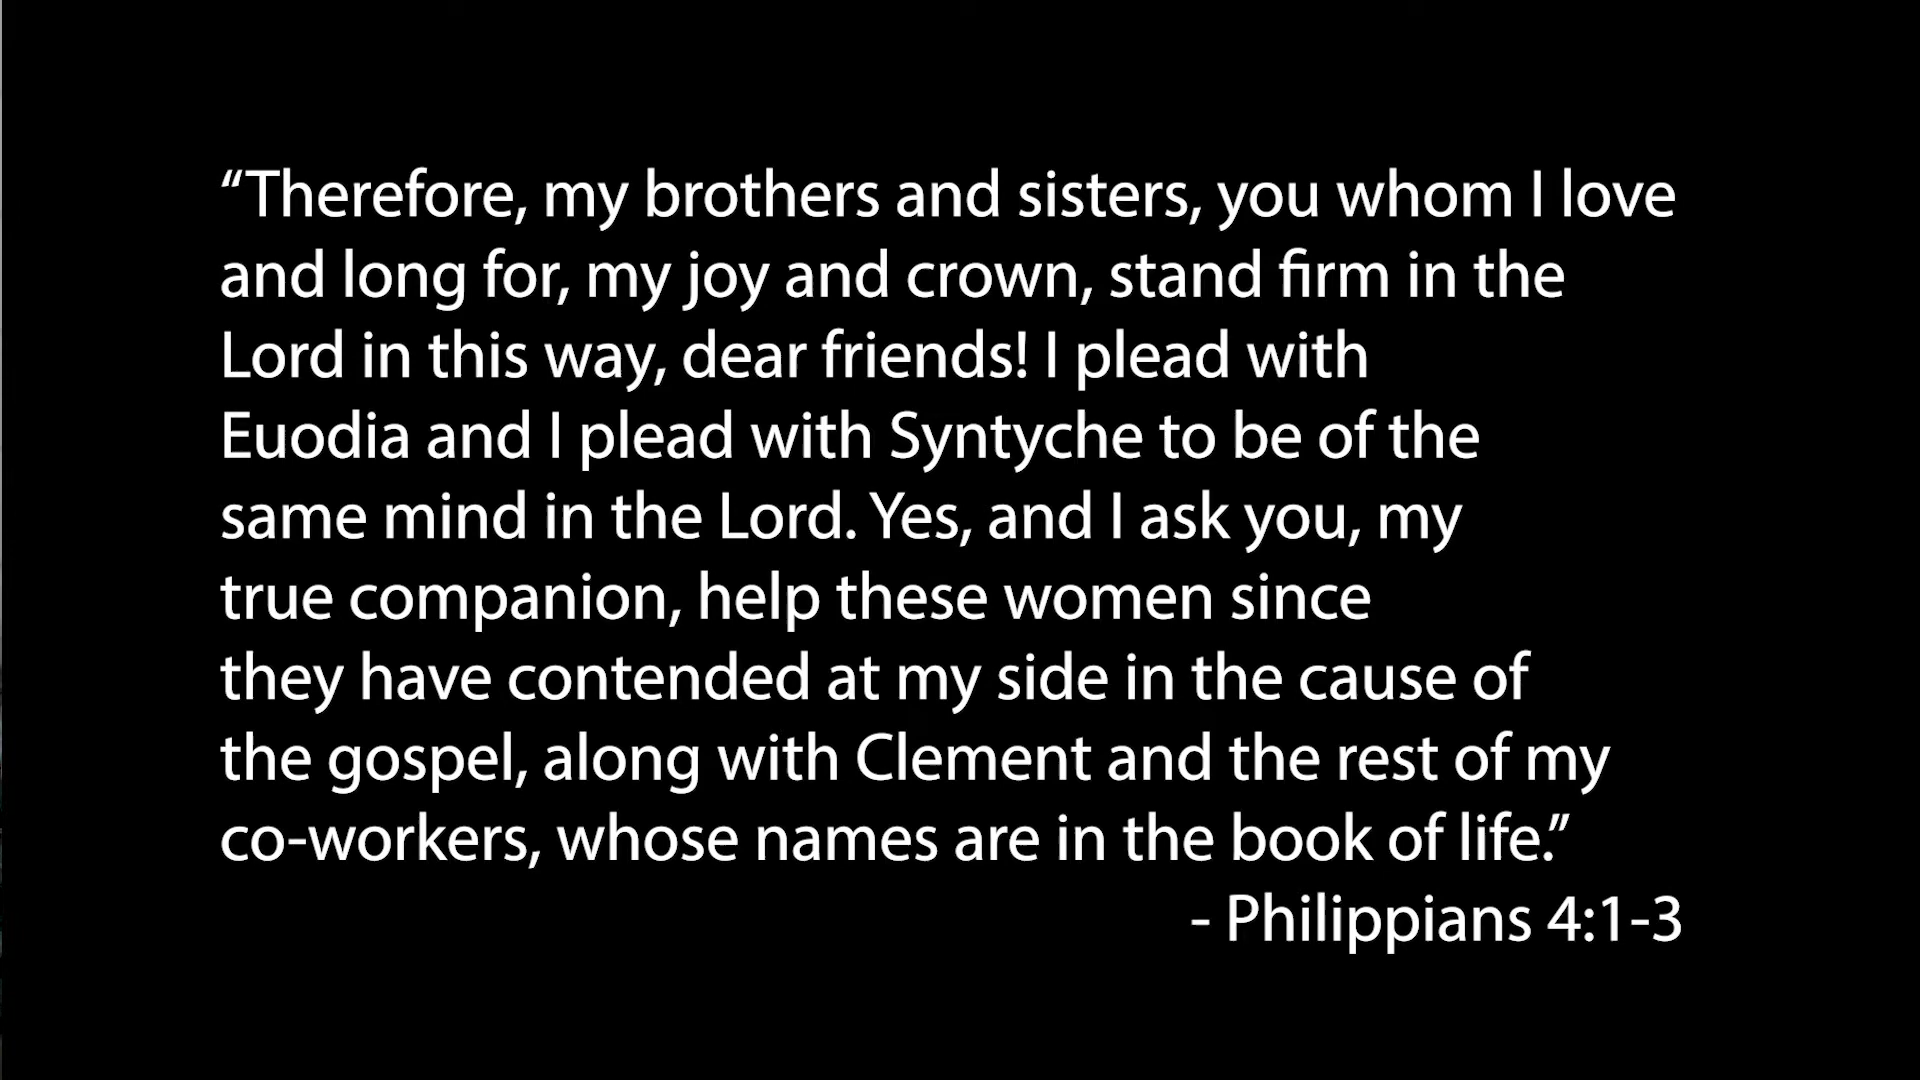 “Therefore, my brothers and sisters, you whom I love
and long for, my joy and crown, stand firm in the
Lord in this way, dear friends! I plead with
Euodia and I plead with Syntyche to be of the
same mind in the Lord. Yes, and I ask you, my
true companion, help these women since
they have contended at my side in the cause of
the gospel, along with Clement and the rest of my
co-workers, whose names are in the book of life.”
- Philippians 4:1-3